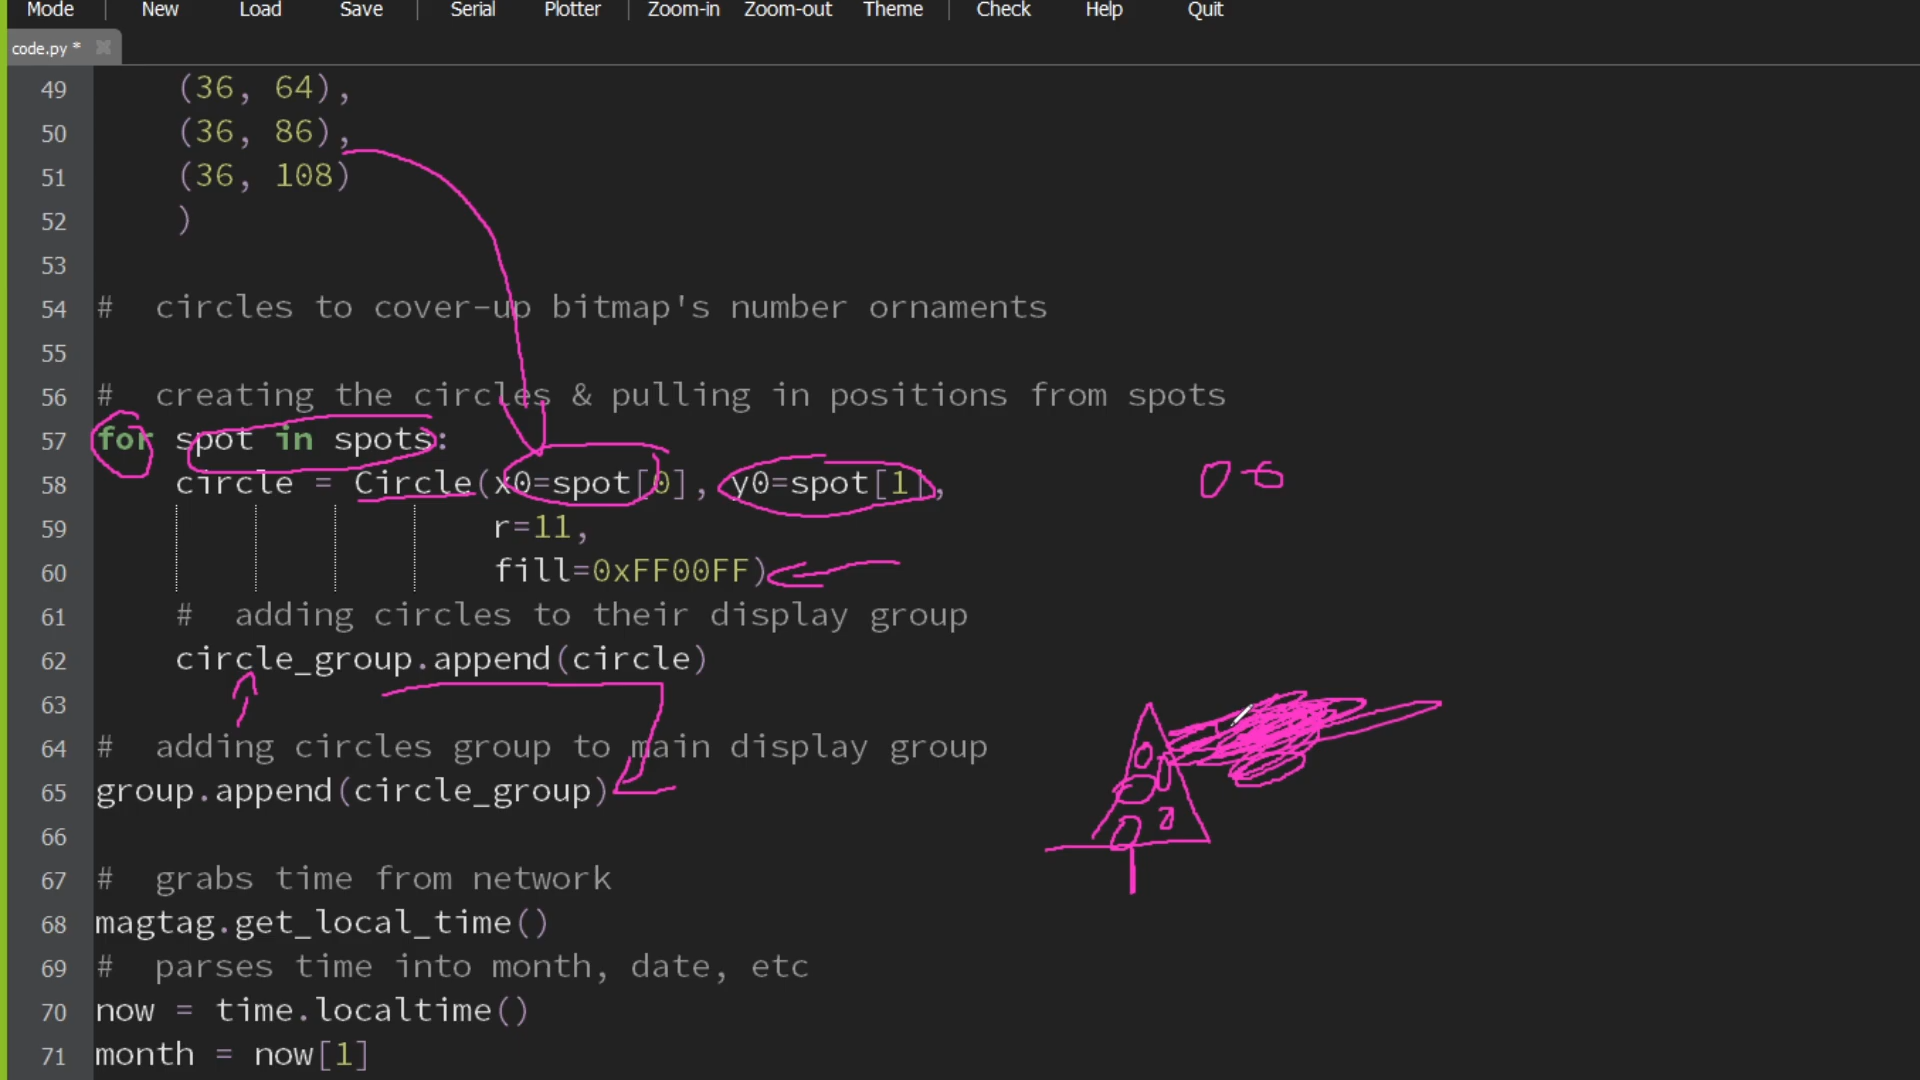 Mode New Load Save Serial Plotter Zoom-in Zoom-out Theme Check Help Quit
code.py *
49 (36, 64),
50 (36, 86),
51 (36, 108)
52 )
53
54 # circles to cover-up bitmap's number ornaments
55
56 # creating the circles & pulling in positions from spots
57 for spot in spots:
58 circle = Circle(x0=spot[0], y0=spot[1],
59 r=11,
60 fill=0xFF00FF)
61 # adding circles to their display group
62 circle_group.append(circle)
63
64 # adding circles group to main display group
65 group.append(circle_group)
66
67 # grabs time from network
68 magtag.get_local_time()
69 # parses time into month, date, etc
70 now = time.localtime()
71 month = now[1]